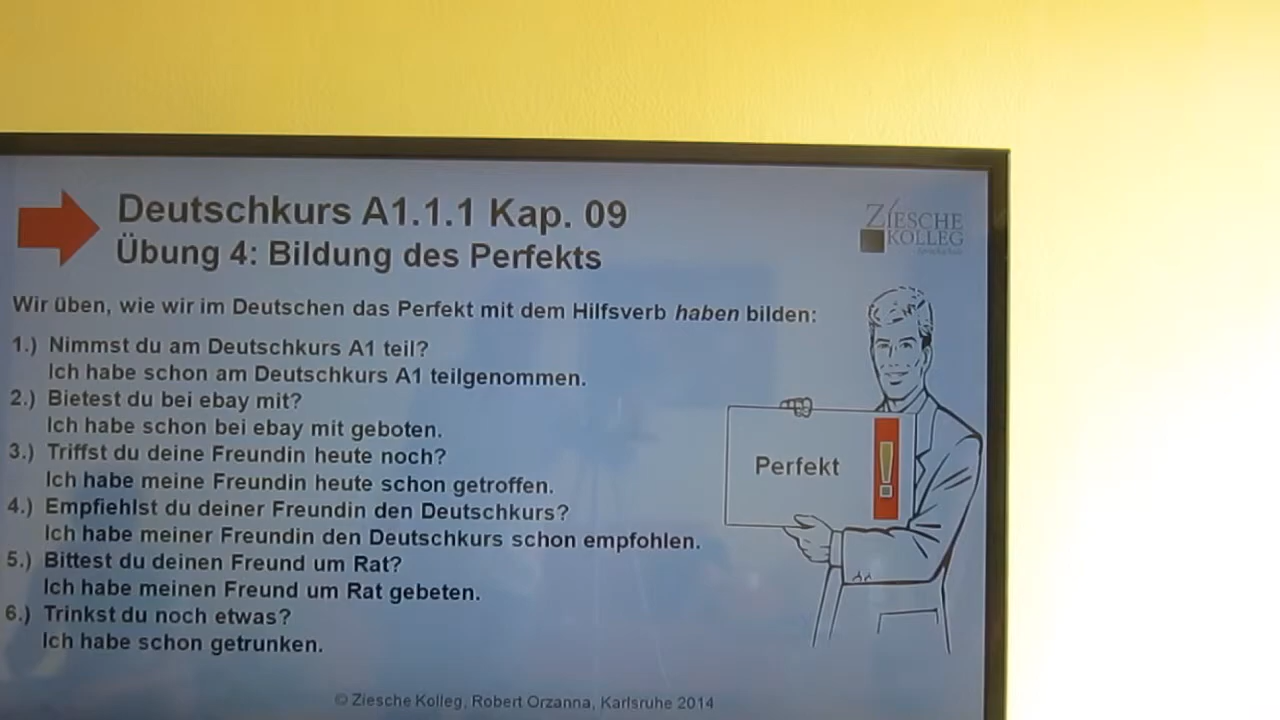 Deutschkurs A1.1.1 Kap. 09
Übung 4: Bildung des Perfekts
ZIESCHE
KOLLEG
Wir üben, wie wir im Deutschen das Perfekt mit dem Hilfsverb haben bilden:
1.) Nimmst du am Deutschkurs A1 teil?
Ich habe schon am Deutschkurs A1 teilgenommen.
2.) Bietest du bei ebay mit?
Ich habe schon bei ebay mit geboten.
3.) Triffst du deine Freundin heute noch?
Ich habe meine Freundin heute schon getroffen.
4.) Empfiehlst du deiner Freundin den Deutschkurs?
Ich habe meiner Freundin den Deutschkurs schon empfohlen.
5.) Bittest du deinen Freund um Rat?
Ich habe meinen Freund um Rat gebeten.
6.) Trinkst du noch etwas?
Ich habe schon getrunken.
Perfekt !
© Ziesche Kolleg, Robert Orzanna, Karlsruhe 2014